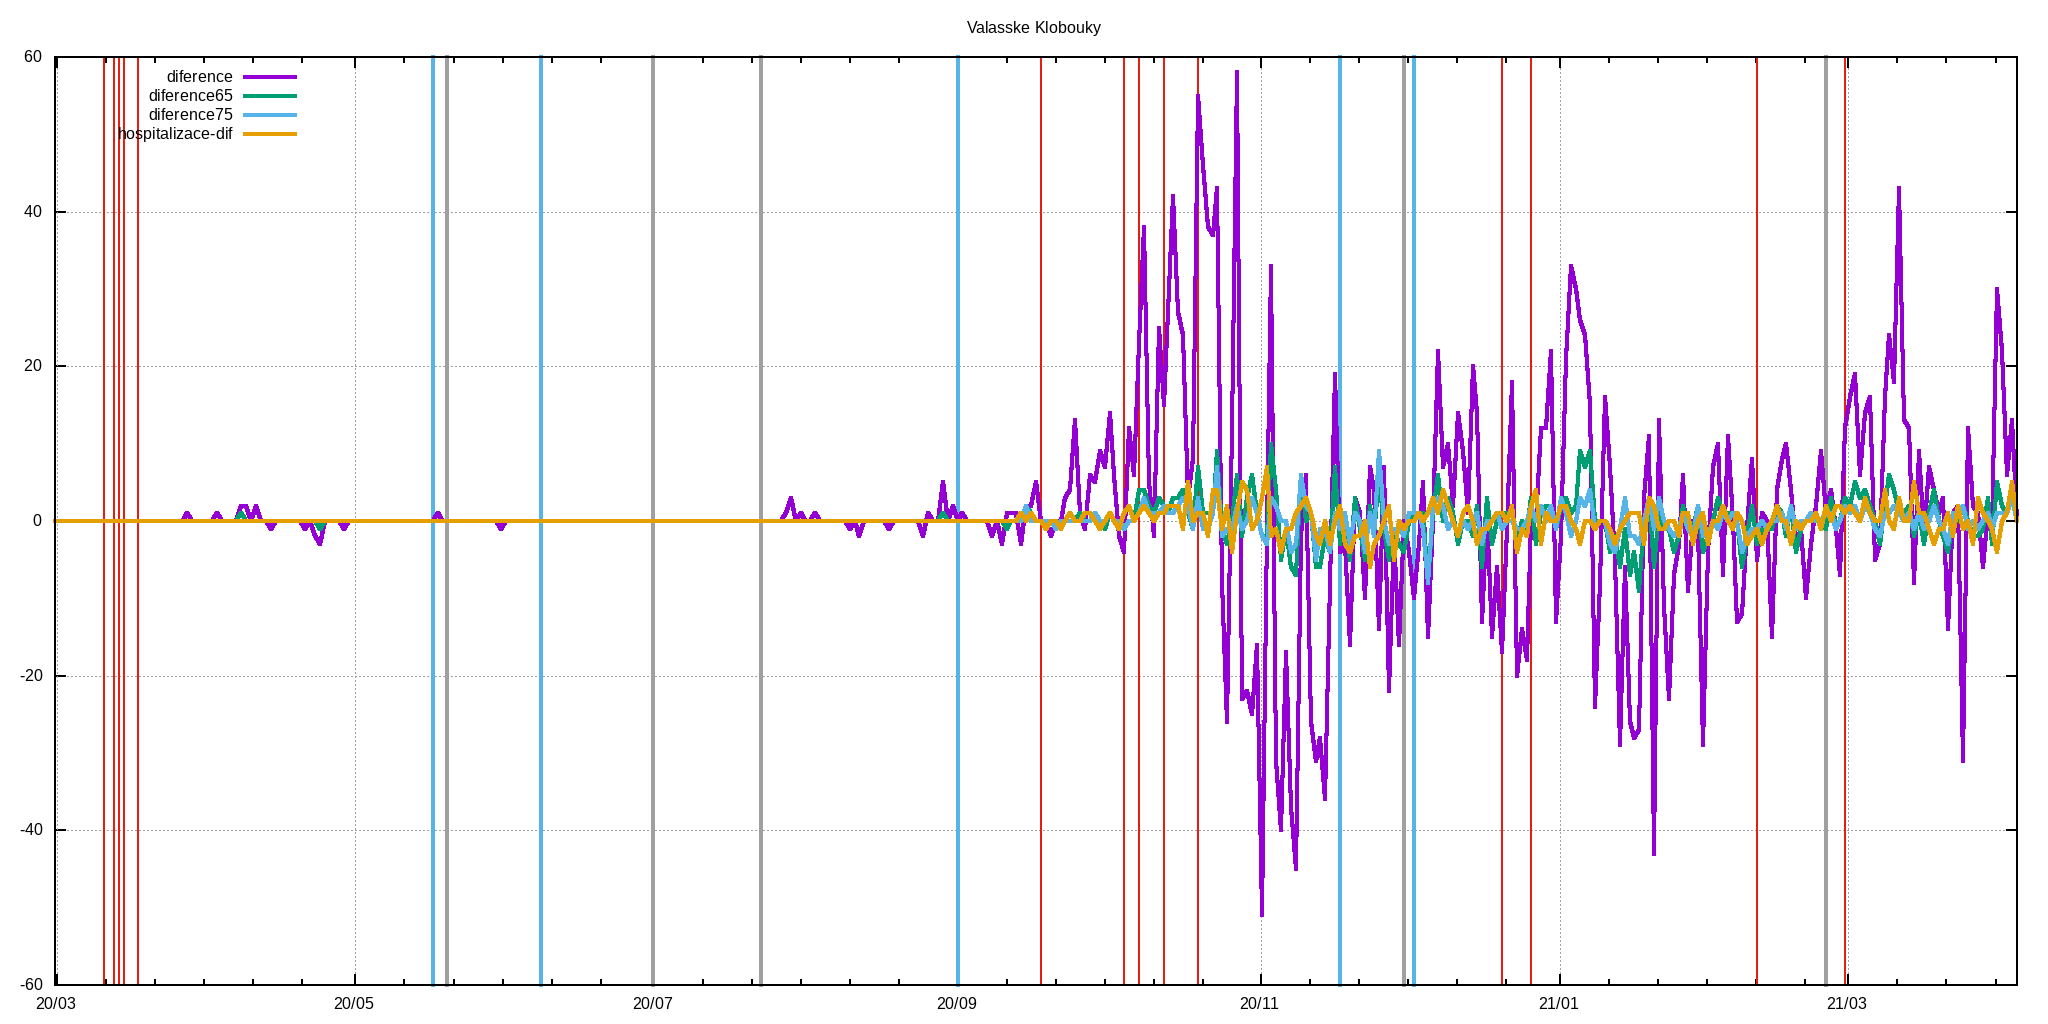 Valasske Klobouky
60
diference
diference65
diference75
hospitalizace-dif
40
20
0
-20
-40
-60
20/03 20/05 20/07 20/09 20/11 21/01 21/03